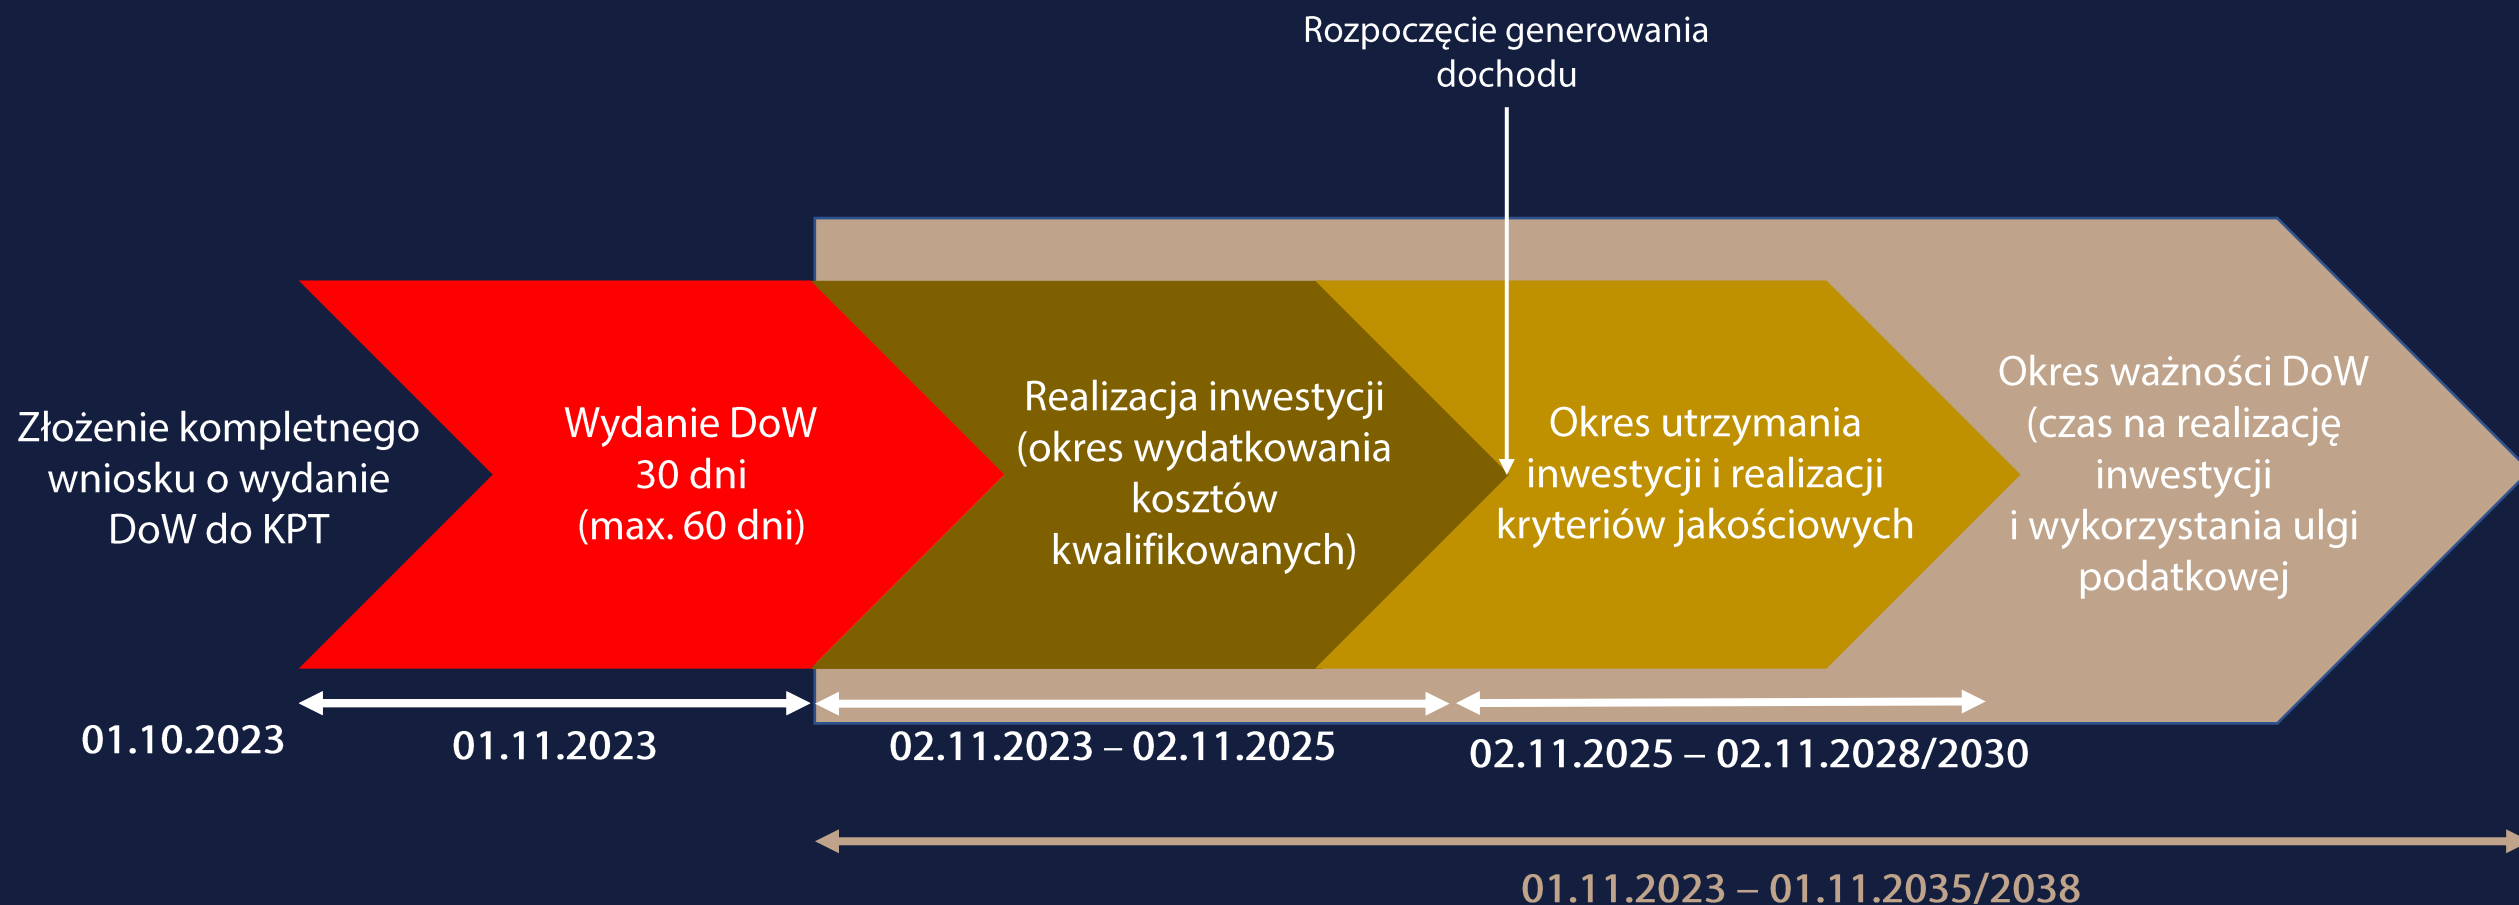 Rozpoczęcie generowania
dochodu
Złożenie kompletnego
wniosku o wydanie
DoW do KPT
Wydanie DoW
30 dni
(max. 60 dni)
Realizacja inwestycji
(okres wydatkowania
kosztów
kwalifikowanych)
Okres utrzymania
inwestycji i realizacji
kryteriów jakościowych
Okres ważności DoW
(czas na realizację
inwestycji
i wykorzystania ulgi
podatkowej
01.10.2023
01.11.2023
02.11.2023 – 02.11.2025
02.11.2025 – 02.11.2028/2030
01.11.2023 – 01.11.2035/2038